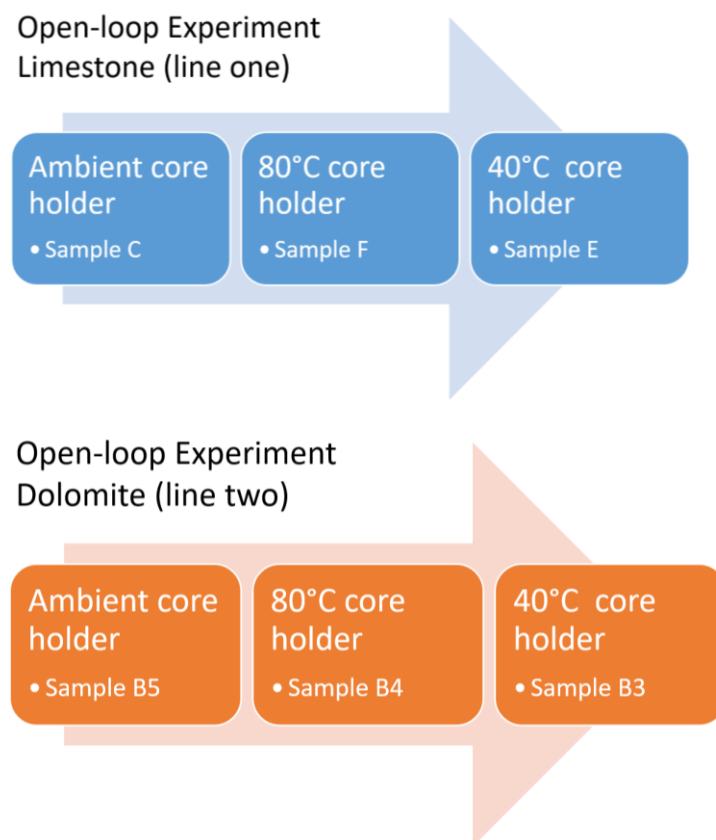 Open-loop Experiment
Limestone (line one)
Ambient core
holder
• Sample C
80°C core
holder
• Sample F
40°C  core
holder
• Sample E
Open-loop Experiment
Dolomite (line two)
Ambient core
holder
• Sample B5
80°C core
holder
• Sample B4
40°C  core
holder
• Sample B3